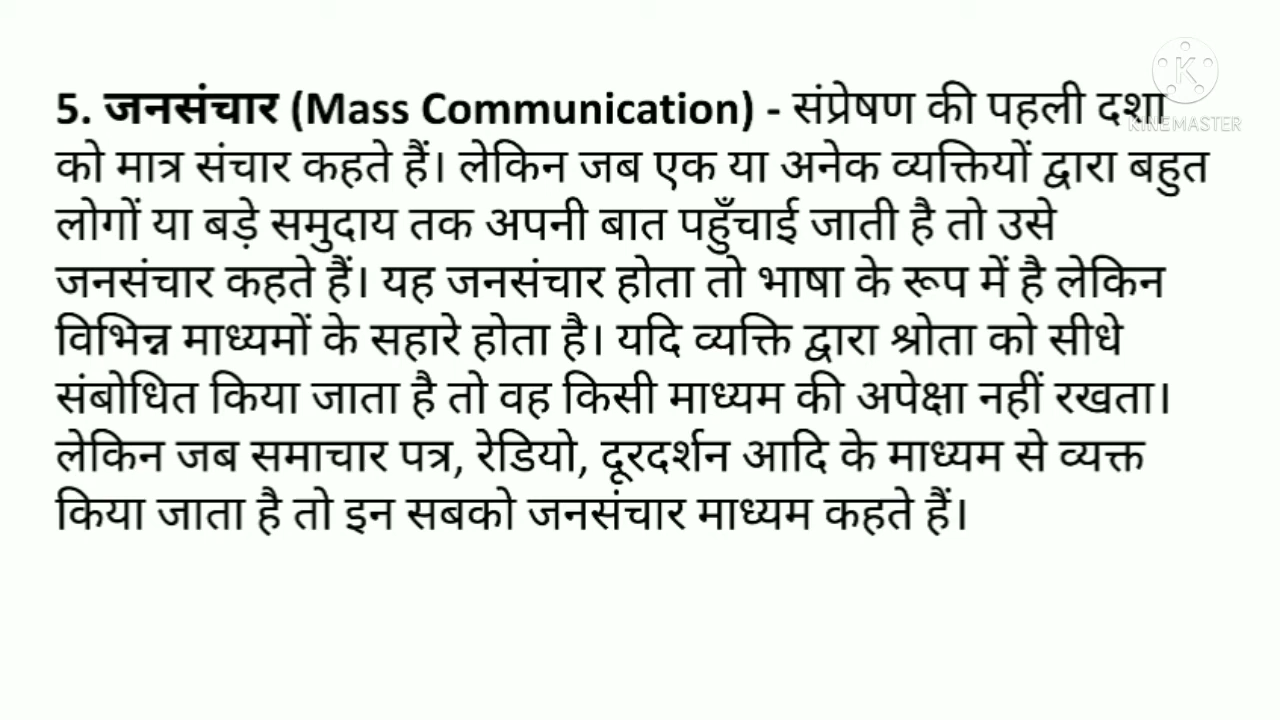 5. जनसंचार (Mass Communication) - संप्रेषण की पहली दशा
को मात्र संचार कहते हैं। लेकिन जब एक या अनेक व्यक्तियों द्वारा बहुत
लोगों या बड़े समुदाय तक अपनी बात पहुँचाई जाती है तो उसे
जनसंचार कहते हैं। यह जनसंचार होता तो भाषा के रूप में है लेकिन
विभिन्न माध्यमों के सहारे होता है। यदि व्यक्ति द्वारा श्रोता को सीधे
संबोधित किया जाता है तो वह किसी माध्यम की अपेक्षा नहीं रखता।
लेकिन जब समाचार पत्र, रेडियो, दूरदर्शन आदि के माध्यम से व्यक्त
किया जाता है तो इन सबको जनसंचार माध्यम कहते हैं।
K
KINEMASTER